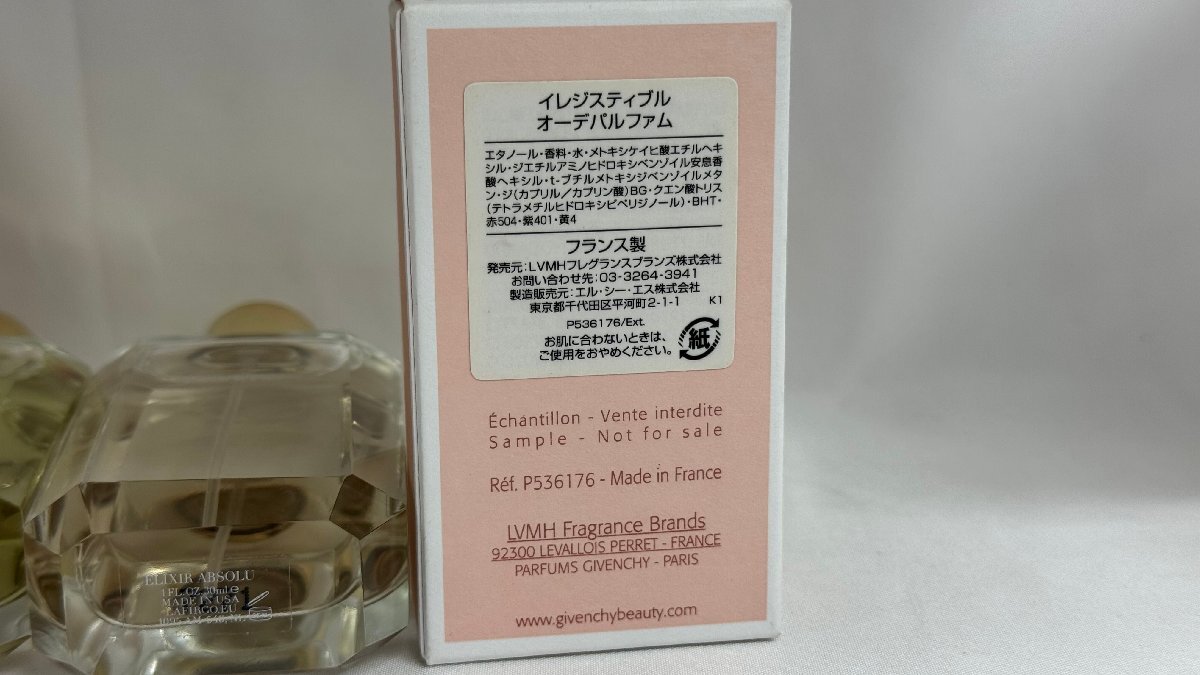 イレジスティブル
オーデパルファム
エタノール・香料・水・メトキシケイヒ酸エチルヘキ
シル・ジエチルアミノヒドロキシベンゾイル安息香
酸ヘキシル・t-ブチルメトキシジベンゾイルメタ
ン・ジ(カプリル/カプリン酸)BG・クエン酸トリス
(テトラメチルヒドロキシピペリジノール)・BHT・
赤504・紫401・黄4
フランス製
発売元:LVMHフレグランスブランズ株式会社
お問い合わせ先:03-3264-3941
製造販売元:エル・シー・エス株式会社
東京都千代田区平河町2-1-1 K1
P536176/Ext.
お肌に合わないときは、
ご使用をおやめください。
紙
Échantillon - Vente interdite
Sample - Not for sale
Réf. P536176 - Made in France
LVMH Fragrance Brands
92300 LEVALLOIS PERRET - FRANCE
PARFUMS GIVENCHY - PARIS
www.givenchybeauty.com
ELIXIR ABSOLU
1 FL.OZ 30ml e
MADE IN USA